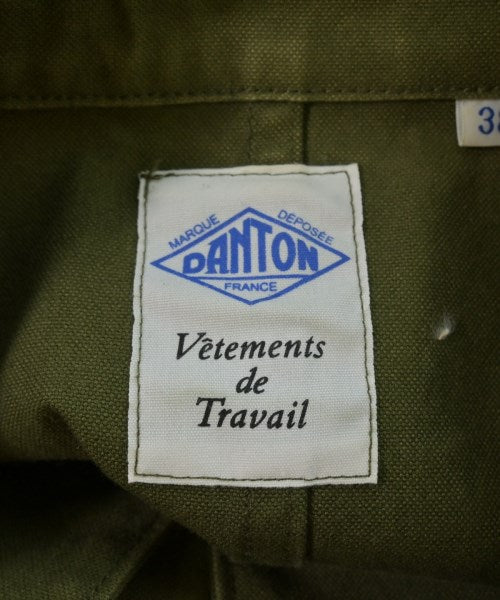 MARQUE DÉPOSÉE
DANTON
FRANCE
Vêtements
de
Travail